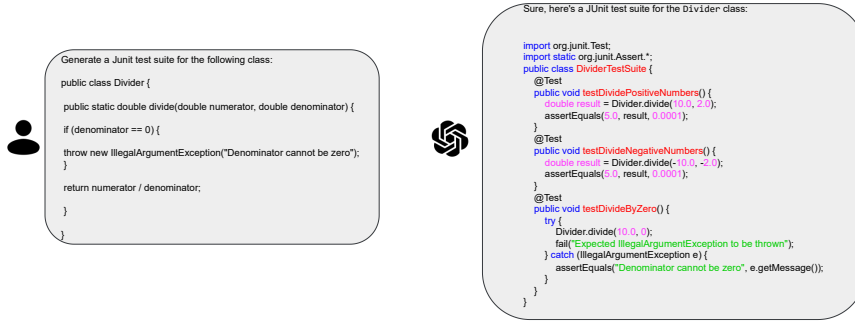 Generate a Junit test suite for the following class:
public class Divider {
public static double divide(double numerator, double denominator) {
if (denominator == 0) {
throw new IllegalArgumentException("Denominator cannot be zero");
}
return numerator / denominator;
}
}
Sure, here's a JUnit test suite for the Divider class:
import org.junit.Test;
import static org.junit.Assert.*;
public class DividerTestSuite {
@Test
public void testDividePositiveNumbers() {
double result = Divider.divide(10.0, 2.0);
assertEquals(5.0, result, 0.0001);
}
@Test
public void testDivideNegativeNumbers() {
double result = Divider.divide(-10.0, -2.0);
assertEquals(5.0, result, 0.0001);
}
@Test
public void testDivideByZero() {
try {
Divider.divide(10.0, 0);
fail("Expected IllegalArgumentException to be thrown");
} catch (IllegalArgumentException e) {
assertEquals("Denominator cannot be zero", e.getMessage());
}
}
}